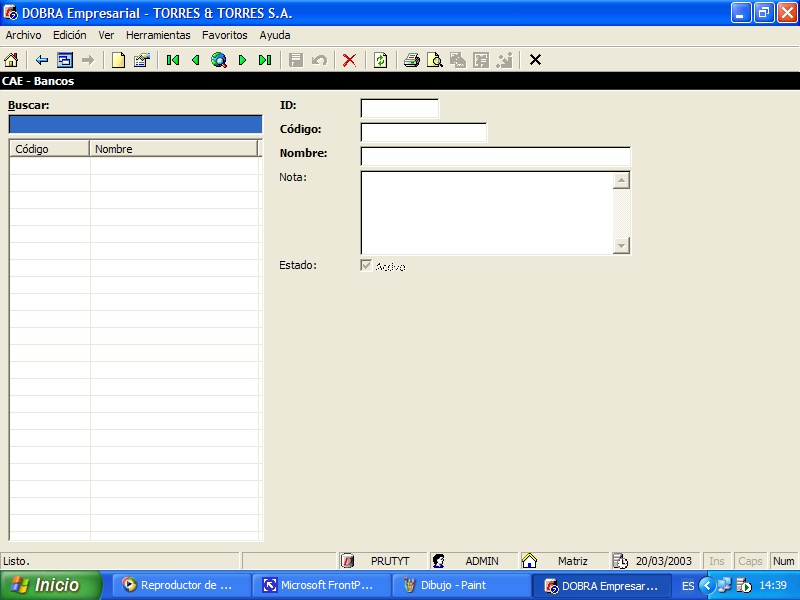 DOBRA Empresarial - TORRES & TORRES S.A.
Archivo Edición Ver Herramientas Favoritos Ayuda
CAE - Bancos
Buscar:
Código Nombre
ID:
Código:
Nombre:
Nota:
Estado: Activo
Listo. PRUTYT ADMIN Matriz 20/03/2003 Ins Caps Num
Inicio Reproductor de ... Microsoft FrontP... Dibujo - Paint DOBRA Empresar... ES 14:39